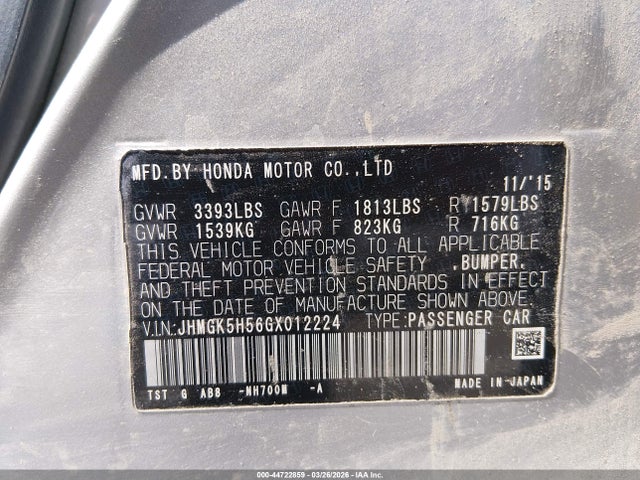 MFD.BY HONDA MOTOR CO.,LTD
11/'15
GVWR 3393LBS GAWR F 1813LBS R 1579LBS
GVWR 1539KG GAWR F 823KG R 716KG
THIS VEHICLE CONFORMS TO ALL APPLICABLE
FEDERAL MOTOR VEHICLE SAFETY ,BUMPER,
AND THEFT PREVENTION STANDARDS IN EFFECT
ON THE DATE OF MANUFACTURE SHOWN ABOVE.
V.I.N:JHMGK5H56GX012224 TYPE:PASSENGER CAR
TST G AB8 -NH700M -A MADE IN JAPAN
000-44722859 | 03/26/2026 | IAA Inc.